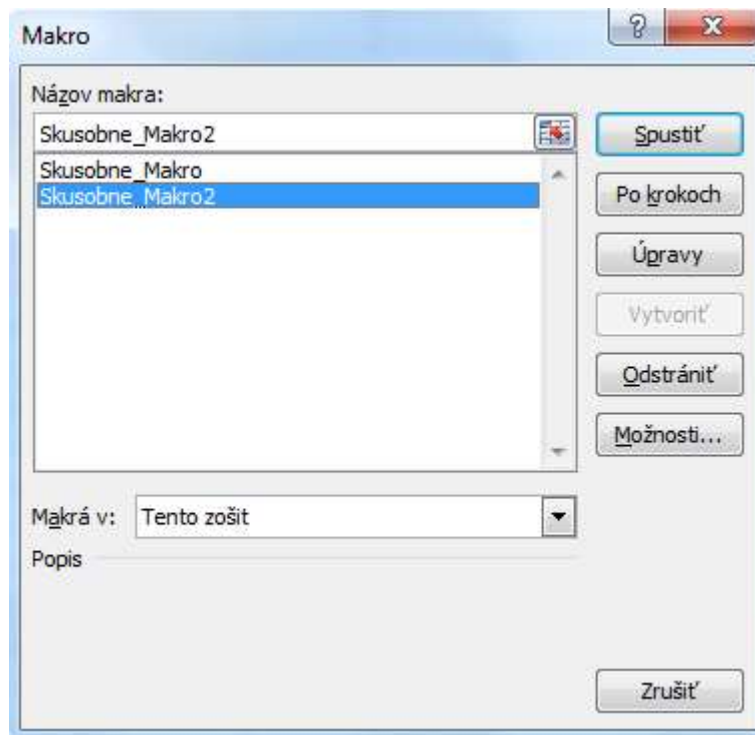 Makro
Názov makra:
Skusobne_Makro2
Skusobne_Makro
Skusobne_Makro2
Spustiť
Po krokoch
Úpravy
Vytvoriť
Odstrániť
Možnosti...
Makrá v: Tento zošit
Popis
Zrušiť